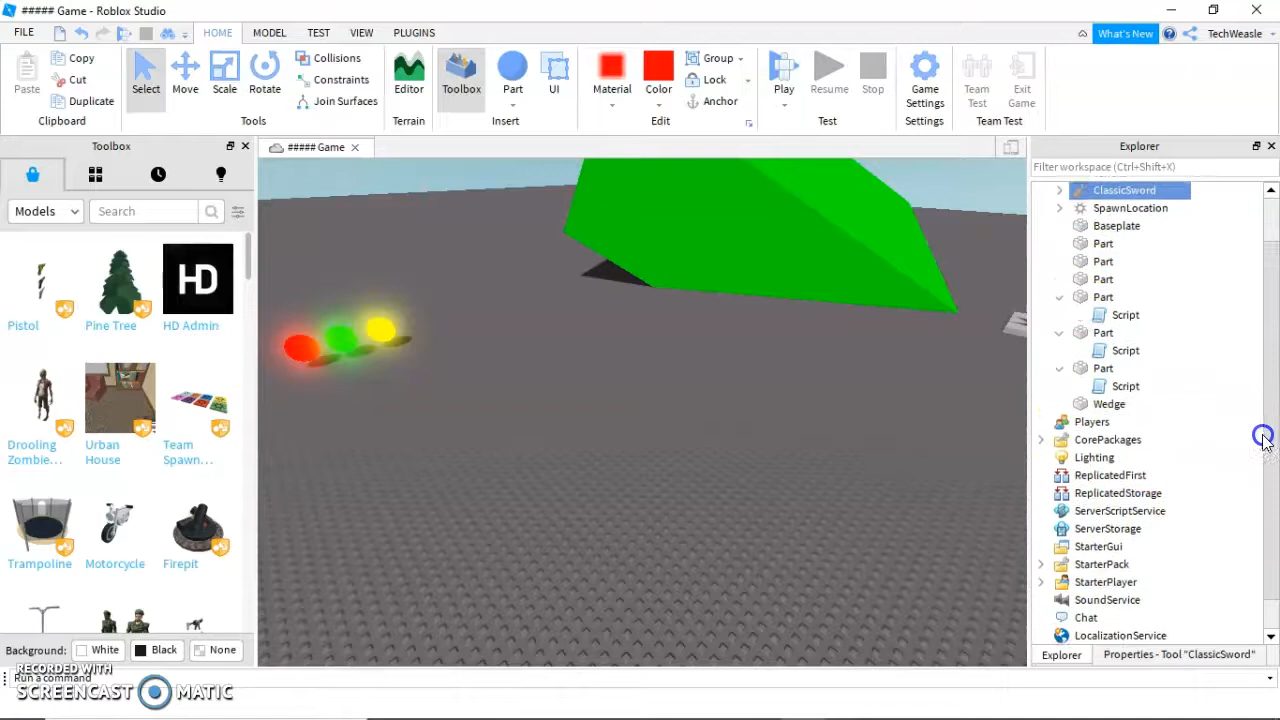 ##### Game - Roblox Studio
FILE HOME MODEL TEST VIEW PLUGINS What's New TechWeasle
Paste Copy Cut Duplicate Select Move Scale Rotate Collisions Constraints Join Surfaces Editor Toolbox Part UI Material Color Group Lock Anchor Play Resume Stop Game Settings Team Test Exit Game
Clipboard Tools Terrain Insert Edit Test Settings Team Test
Toolbox
Models Search
Pistol Pine Tree HD Admin
Drooling Zombie... Urban House Team Spawn...
Trampoline Motorcycle Firepit
Background: White Black None
##### Game
Explorer
Filter workspace (Ctrl+Shift+X)
ClassicSword
SpawnLocation
Baseplate
Part
Part
Part
Part
Script
Part
Script
Part
Script
Wedge
Players
CorePackages
Lighting
ReplicatedFirst
ReplicatedStorage
ServerScriptService
ServerStorage
StarterGui
StarterPack
StarterPlayer
SoundService
Chat
LocalizationService
Explorer Properties - Tool "ClassicSword"
RECORDED WITH
Run a command
SCREENCAST MATIC